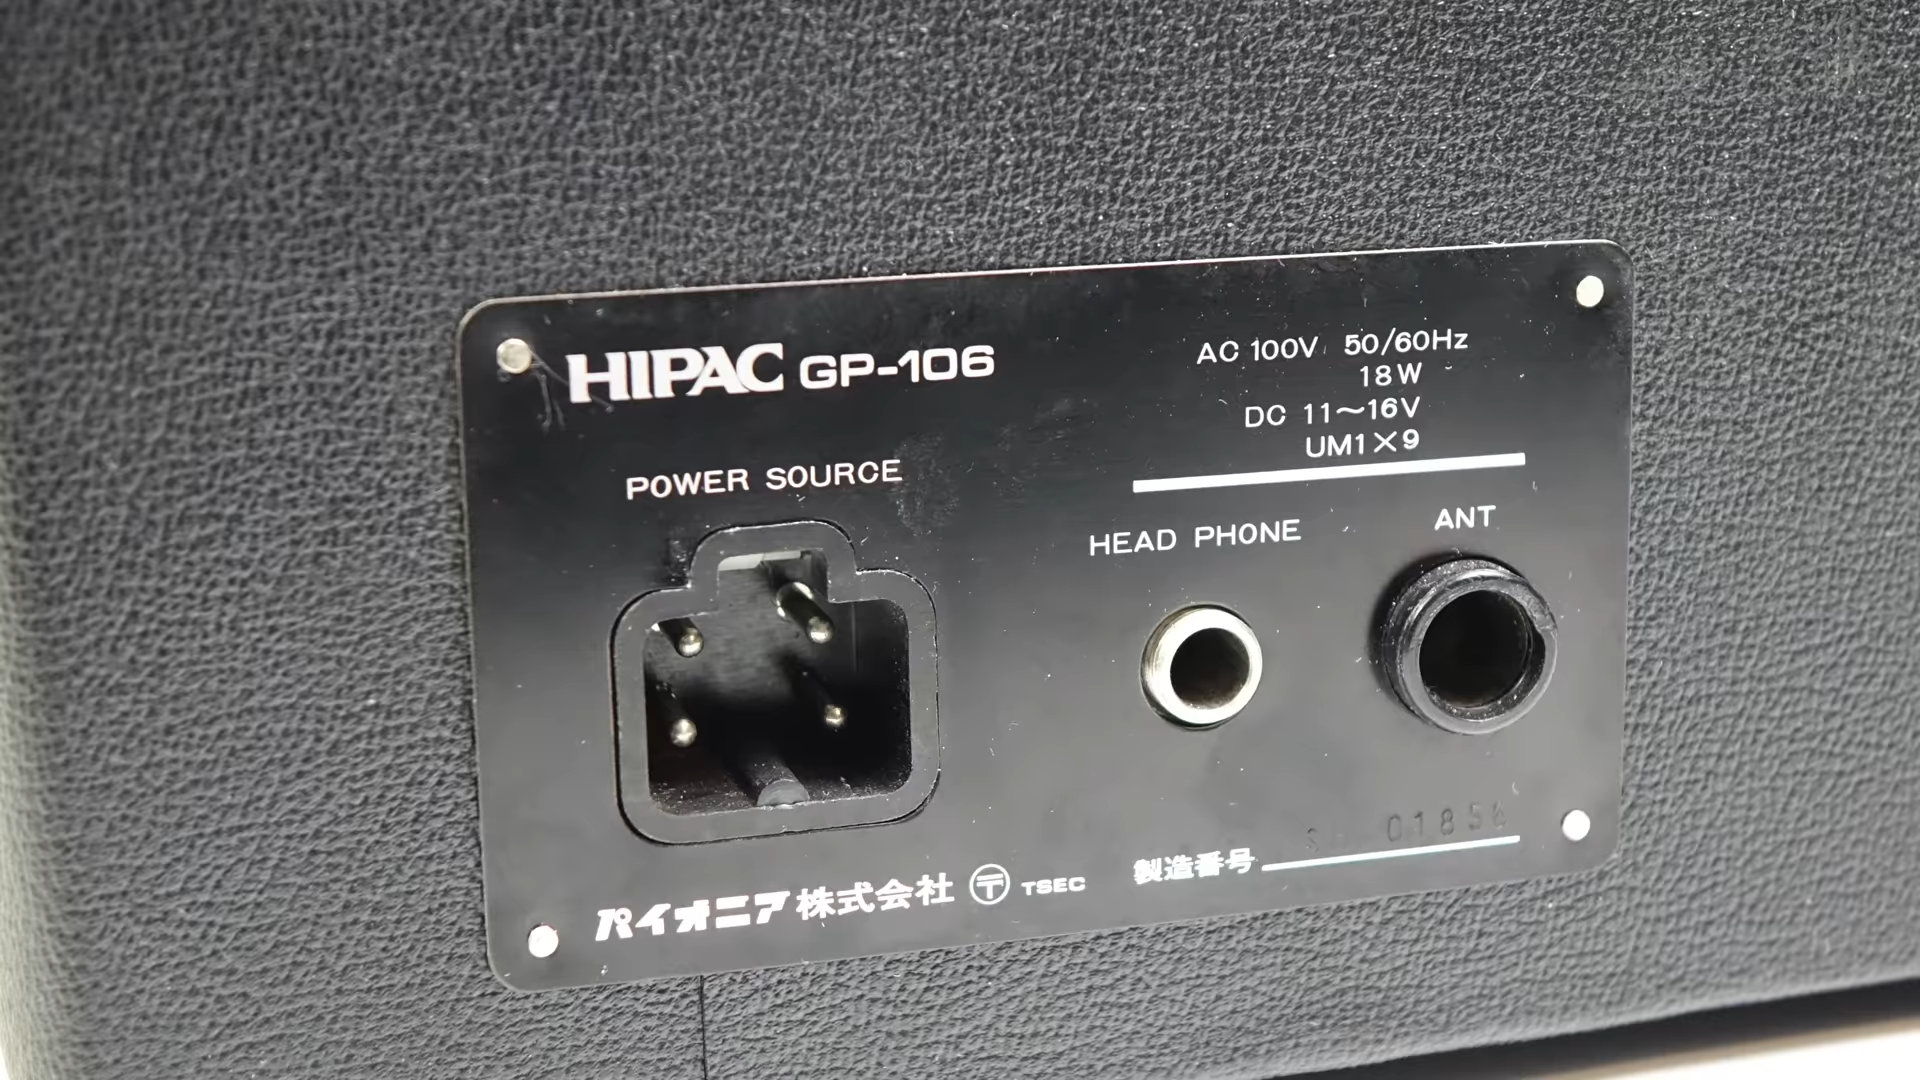 HIPAC GP-106
AC 100V 50/60Hz
18W
DC 11～16V
UM1×9
POWER SOURCE
HEAD PHONE
ANT
01856
製造番号
パイオニア株式会社 〒 TSEC